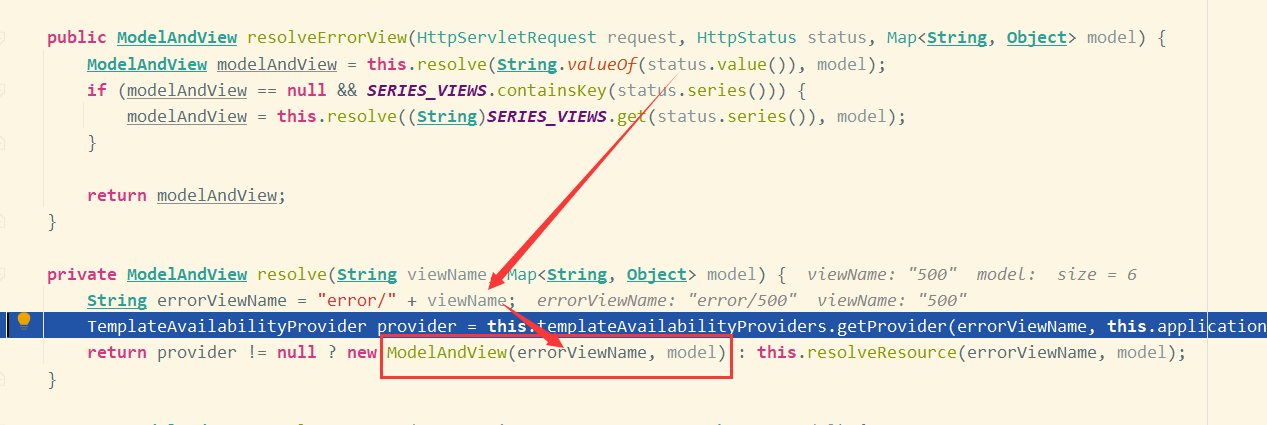 public ModelAndView resolveErrorView(HttpServletRequest request, HttpStatus status, Map<String, Object> model) {
ModelAndView modelAndView = this.resolve(String.valueOf(status.value()), model);
if (modelAndView == null && SERIES_VIEWS.containsKey(status.series())) {
modelAndView = this.resolve((String)SERIES_VIEWS.get(status.series()), model);
}
return modelAndView;
}
private ModelAndView resolve(String viewName, Map<String, Object> model) { viewName: "500" model: size = 6
String errorViewName = "error/" + viewName; errorViewName: "error/500" viewName: "500"
TemplateAvailabilityProvider provider = this.templateAvailabilityProviders.getProvider(errorViewName, this.application
return provider != null ? new ModelAndView(errorViewName, model) : this.resolveResource(errorViewName, model);
}